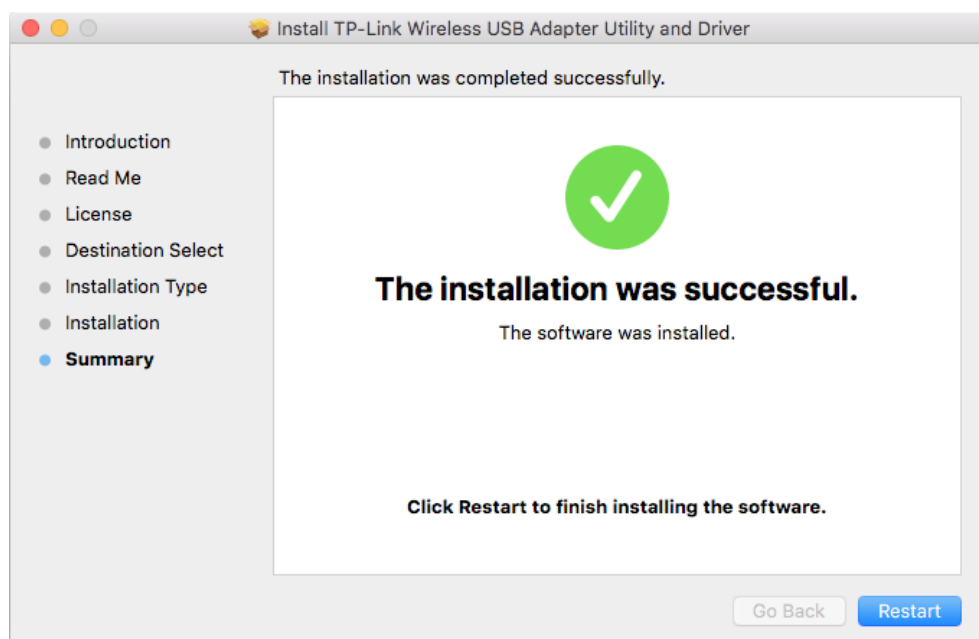 Install TP-Link Wireless USB Adapter Utility and Driver
The installation was completed successfully.
Introduction
Read Me
License
Destination Select
Installation Type
Installation
Summary
The installation was successful.
The software was installed.
Click Restart to finish installing the software.
Go Back
Restart